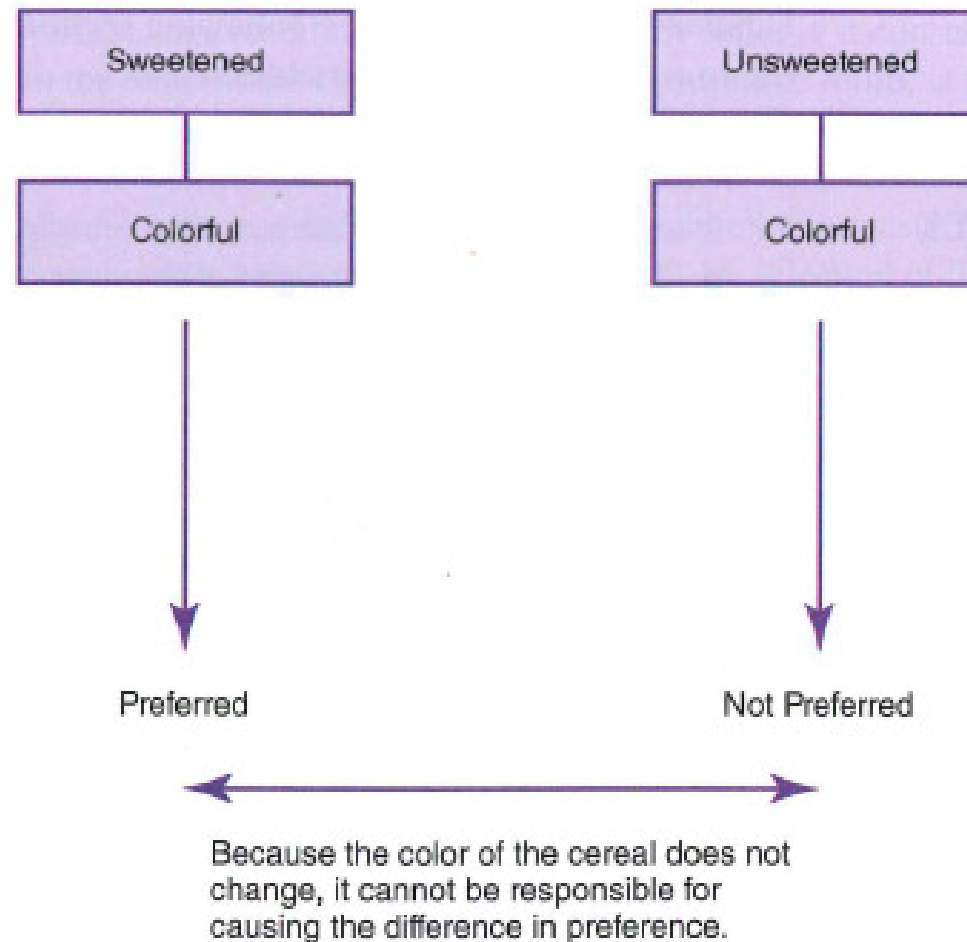 Sweetened
Unsweetened
Colorful
Colorful
Preferred
Not Preferred
Because the color of the cereal does not
change, it cannot be responsible for
causing the difference in preference.